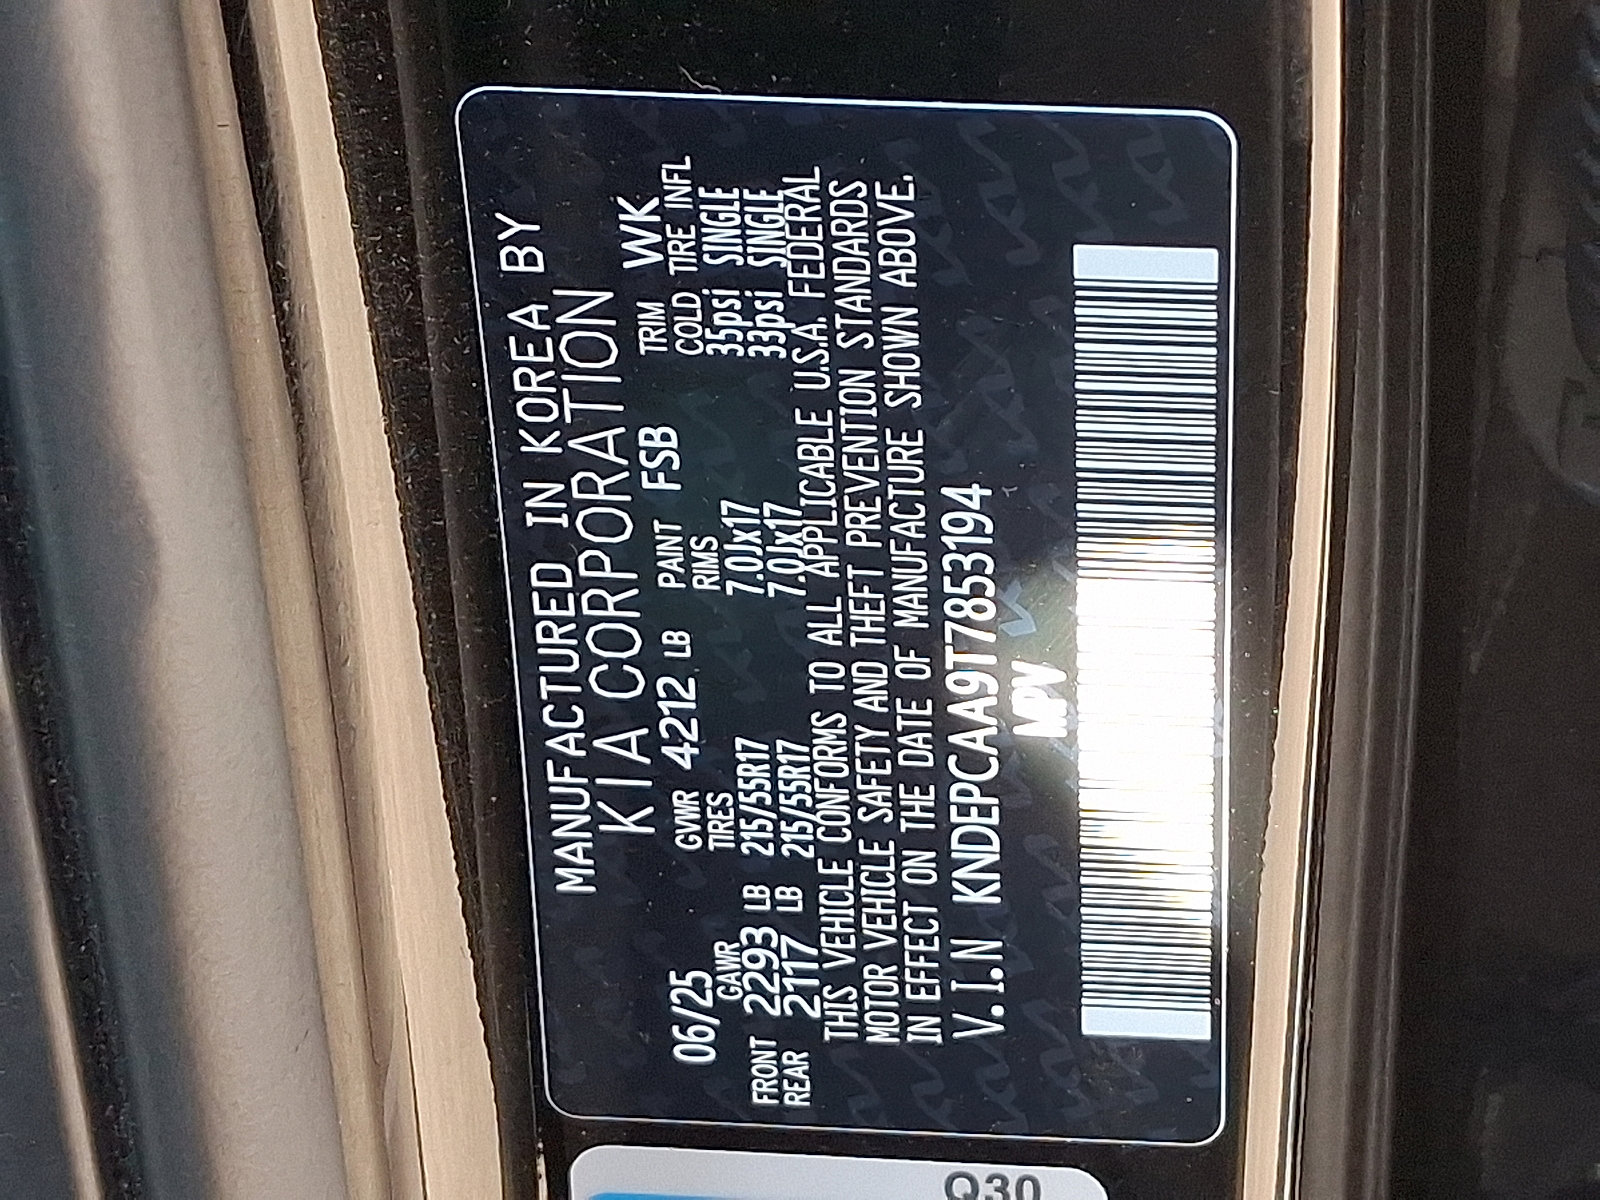 MANUFACTURED IN KOREA BY
KIA CORPORATION
06/25 GVWR 4212 LB PAINT FSB TRIM WK
GAWR TIRES RIMS COLD TIRE INFL
FRONT 2293 LB 215/55R17 7.0Jx17 35psi SINGLE
REAR 2117 LB 215/55R17 7.0Jx17 33psi SINGLE
THIS VEHICLE CONFORMS TO ALL APPLICABLE U.S.A. FEDERAL
MOTOR VEHICLE SAFETY AND THEFT PREVENTION STANDARDS
IN EFFECT ON THE DATE OF MANUFACTURE SHOWN ABOVE.
V.I.N KNDEPCAA9T7853194
MPV
Q30